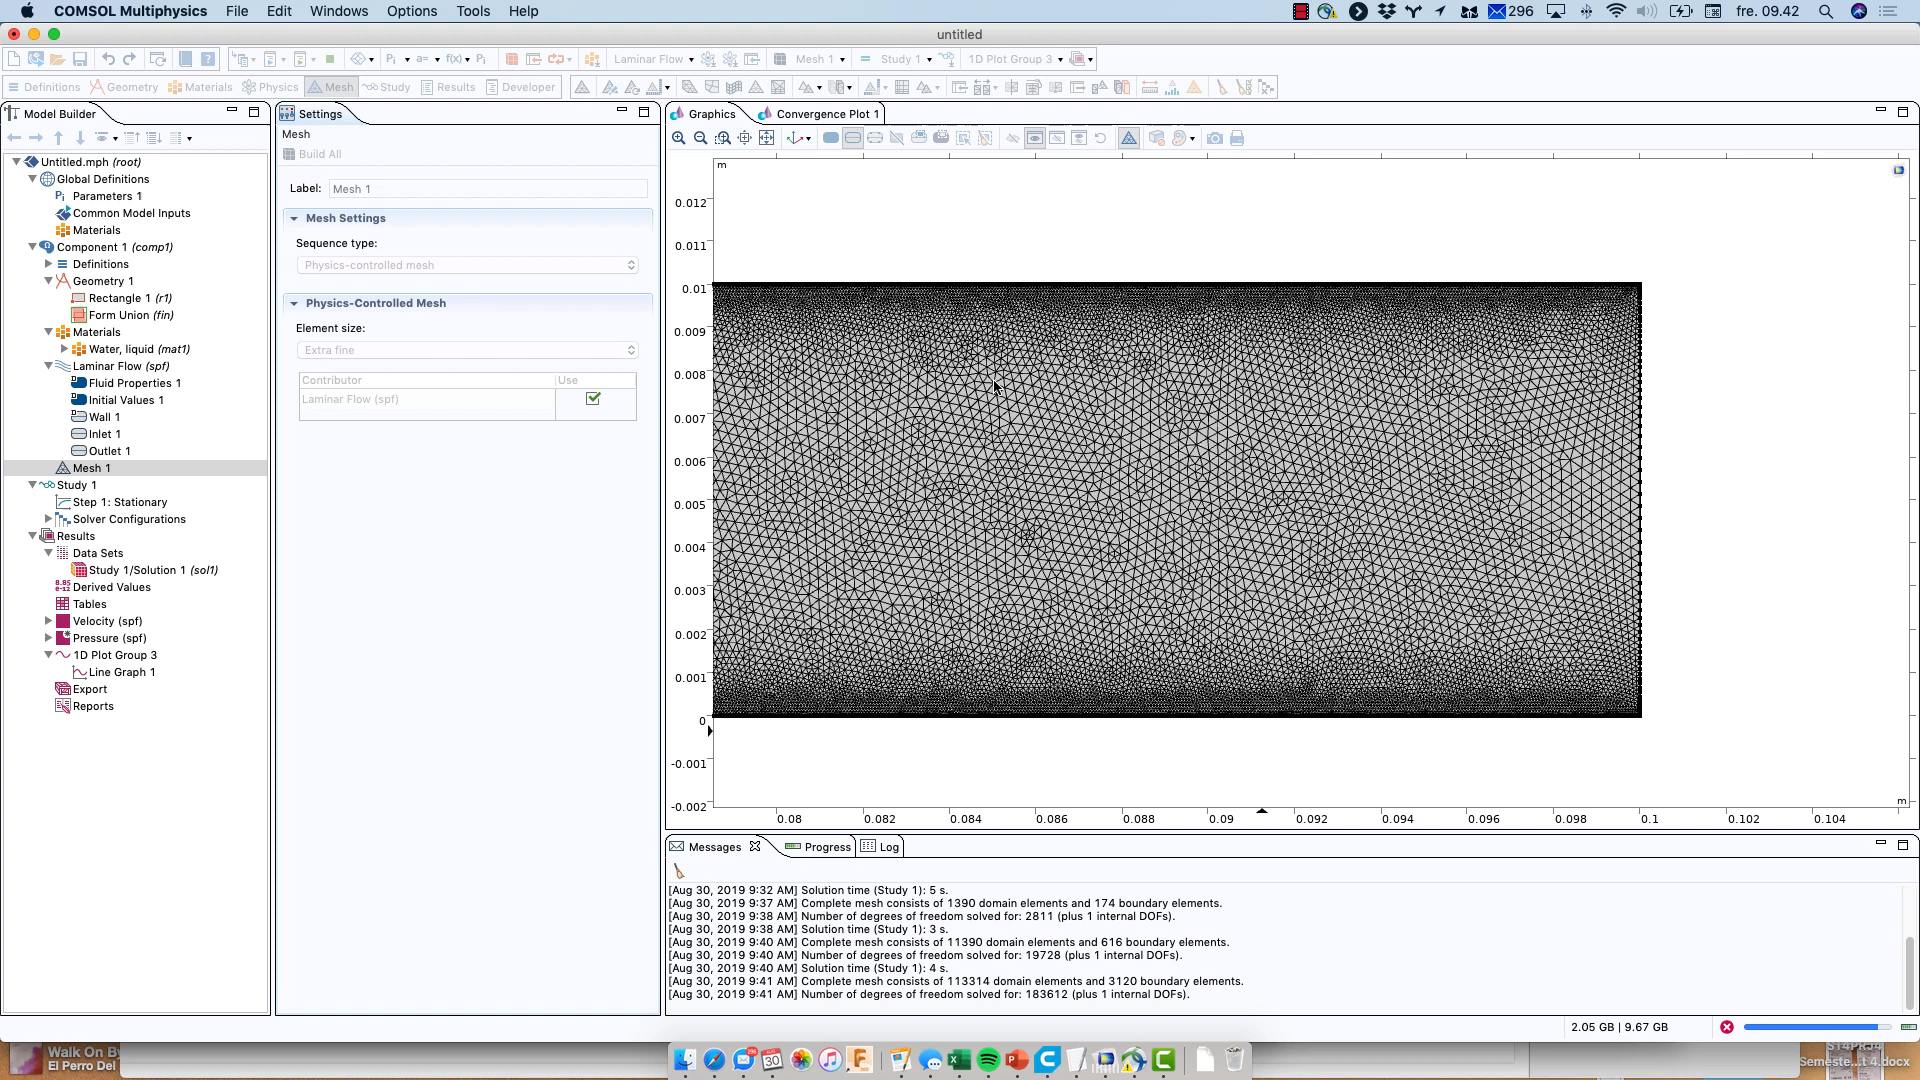 COMSOL Multiphysics File Edit Windows Options Tools Help 296 fre. 09.42
untitled
Pi a= f(x) Pi Laminar Flow Mesh 1 Study 1 1D Plot Group 3
Definitions Geometry Materials Physics Mesh Study Results Developer
Model Builder
Untitled.mph (root)
Global Definitions
Pi Parameters 1
Common Model Inputs
Materials
Component 1 (comp1)
Definitions
Geometry 1
Rectangle 1 (r1)
Form Union (fin)
Materials
Water, liquid (mat1)
Laminar Flow (spf)
Fluid Properties 1
Initial Values 1
Wall 1
Inlet 1
Outlet 1
Mesh 1
Study 1
Step 1: Stationary
Solver Configurations
Results
Data Sets
Study 1/Solution 1 (sol1)
8.85
e-12 Derived Values
Tables
Velocity (spf)
Pressure (spf)
1D Plot Group 3
Line Graph 1
Export
Reports
Settings
Mesh
Build All
Label: Mesh 1
Mesh Settings
Sequence type:
Physics-controlled mesh
Physics-Controlled Mesh
Element size:
Extra fine
Contributor Use
Laminar Flow (spf)
Graphics Convergence Plot 1
m
0.012
0.011
0.01
0.009
0.008
0.007
0.006
0.005
0.004
0.003
0.002
0.001
0
-0.001
-0.002
m
0.08 0.082 0.084 0.086 0.088 0.09 0.092 0.094 0.096 0.098 0.1 0.102 0.104
Messages Progress Log
[Aug 30, 2019 9:32 AM] Solution time (Study 1): 5 s.
[Aug 30, 2019 9:37 AM] Complete mesh consists of 1390 domain elements and 174 boundary elements.
[Aug 30, 2019 9:38 AM] Number of degrees of freedom solved for: 2811 (plus 1 internal DOFs).
[Aug 30, 2019 9:38 AM] Solution time (Study 1): 3 s.
[Aug 30, 2019 9:40 AM] Complete mesh consists of 11390 domain elements and 616 boundary elements.
[Aug 30, 2019 9:40 AM] Number of degrees of freedom solved for: 19728 (plus 1 internal DOFs).
[Aug 30, 2019 9:40 AM] Solution time (Study 1): 4 s.
[Aug 30, 2019 9:41 AM] Complete mesh consists of 113314 domain elements and 3120 boundary elements.
[Aug 30, 2019 9:41 AM] Number of degrees of freedom solved for: 183612 (plus 1 internal DOFs).
2.05 GB | 9.67 GB
Walk On By
El Perro Del
Semeste...t 4.docx